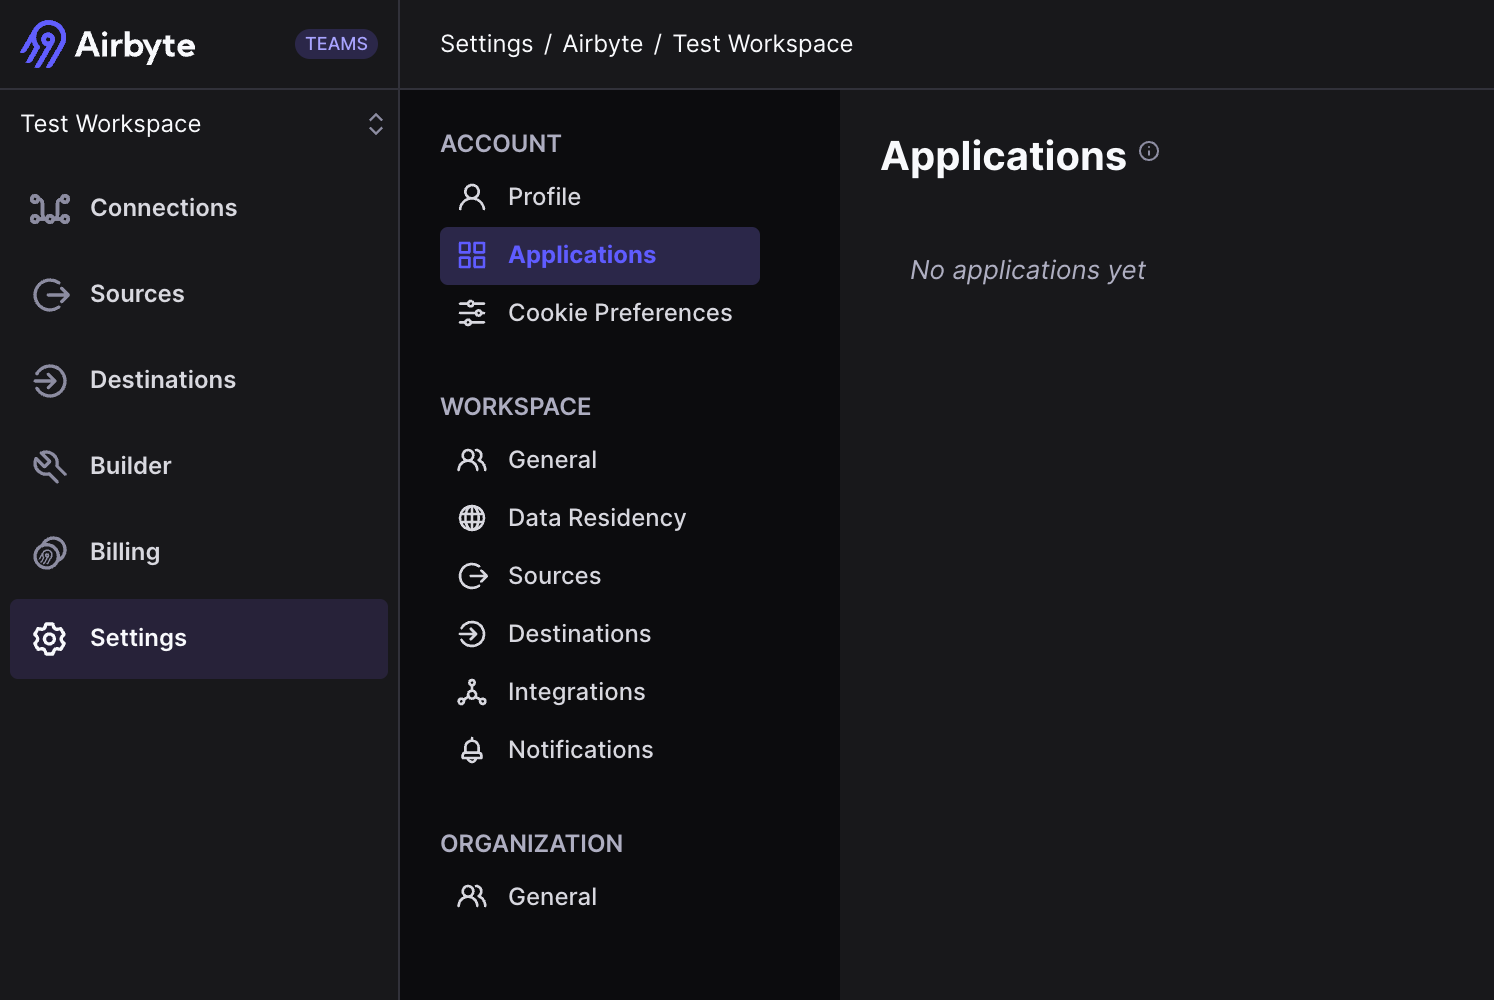 Airbyte
TEAMS
Settings / Airbyte / Test Workspace
Test Workspace
Connections
Sources
Destinations
Builder
Billing
Settings
ACCOUNT
Profile
Applications
Cookie Preferences
WORKSPACE
General
Data Residency
Sources
Destinations
Integrations
Notifications
ORGANIZATION
General
Applications
No applications yet